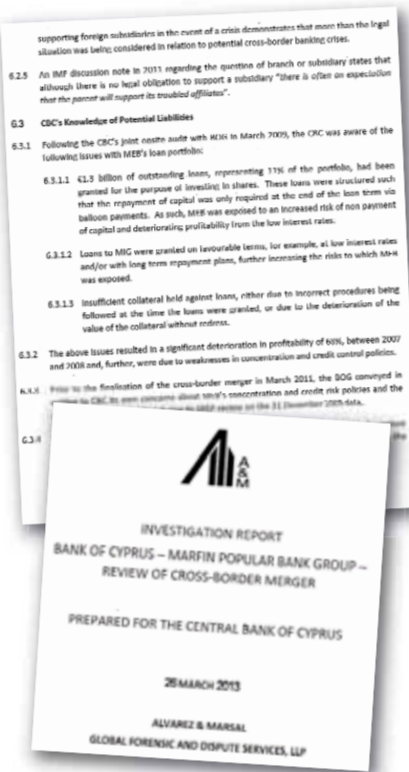 supporting foreign subsidiaries in the event of a crisis demonstrates that more than the legal
situation was being considered in relation to potential cross-border banking crises.
6.2.5 An IMF discussion note in 2011 regarding the question of branch or subsidiary states that
although there is no legal obligation to support a subsidiary "there is often an expectation
that the parent will support its troubled affiliates".
6.3 CBC's Knowledge of Potential Liabilities
6.3.1 Following the CBC's joint onsite audit with BOG in March 2009, the CBC was aware of the
following issues with MEB's loan portfolio:
6.3.1.1 €1.3 billion of outstanding loans, representing 11% of the portfolio, had been
granted for the purpose of investing in shares. These loans were structured such
that the repayment of capital was only required at the end of the loan term via
balloon payments. As such, MEB was exposed to an increased risk of non payment
of capital and deteriorating profitability from the low interest rates.
6.3.1.2 Loans to MIG were granted on favourable terms, for example, at low interest rates
and/or with long term repayment plans, further increasing the risks to which MEB
was exposed.
6.3.1.3 Insufficient collateral held against loans, either due to incorrect procedures being
followed at the time the loans were granted, or due to the deterioration of the
value of the collateral without redress.
6.3.2 The above issues resulted in a significant deterioration in profitability of 60%, between 2007
and 2008 and, further, were due to weaknesses in concentration and credit control policies.
Prior to the finalisation of the cross-border merger in March 2011, the BOG conveyed in
to CBC its own concerns about MEB's concentration and credit risk policies and the
on the 31 December 2009 data.
6.3.4
A&M
INVESTIGATION REPORT
BANK OF CYPRUS – MARFIN POPULAR BANK GROUP –
REVIEW OF CROSS-BORDER MERGER
PREPARED FOR THE CENTRAL BANK OF CYPRUS
26 MARCH 2013
ALVAREZ & MARSAL
GLOBAL FORENSIC AND DISPUTE SERVICES, LLP